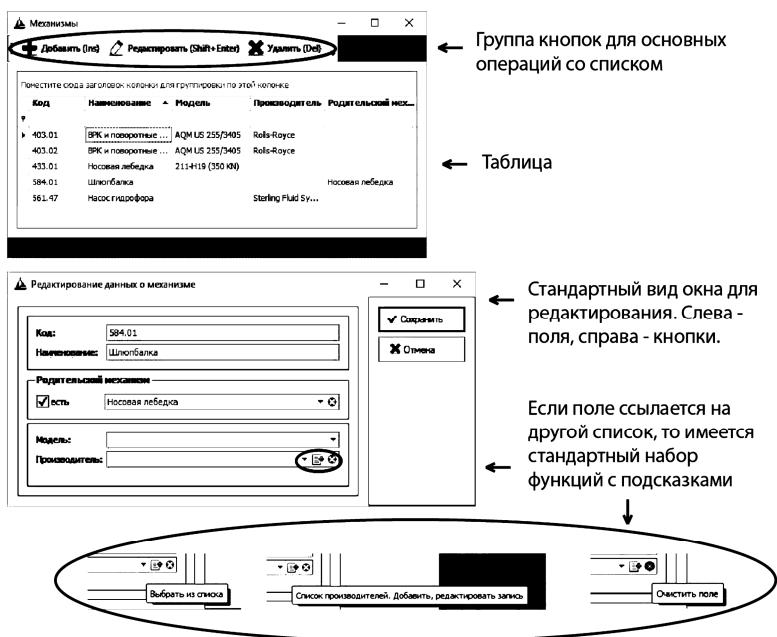 Механизмы
Добавить (Ins) Редактировать (Shift+Enter) Удалить (Del)
Группа кнопок для основных
операций со списком
Поместите сюда заголовок колонки для группировки по этой колонке
Код Наименование Модель Производитель Родительский мех...
403.01 ВРК и поворотные ... AQM US 255/3405 Rolls-Royce
403.02 ВРК и поворотные ... AQM US 255/3405 Rolls-Royce
433.01 Носовая лебедка 211-H19 (350 KN)
584.01 Шлюпбалка Носовая лебедка
561.47 Насос гидрофора Sterling Fluid Sy...
Таблица
Редактирование данных о механизме
Код: 584.01
Наименование: Шлюпбалка
Родительский механизм
есть Носовая лебедка
Модель:
Производитель:
Сохранить
Отмена
Стандартный вид окна для
редактирования. Слева -
поля, справа - кнопки.
Если поле ссылается на
другой список, то имеется
стандартный набор
функций с подсказками
Выбрать из списка
Список производителей. Добавить, редактировать запись
Очистить поле